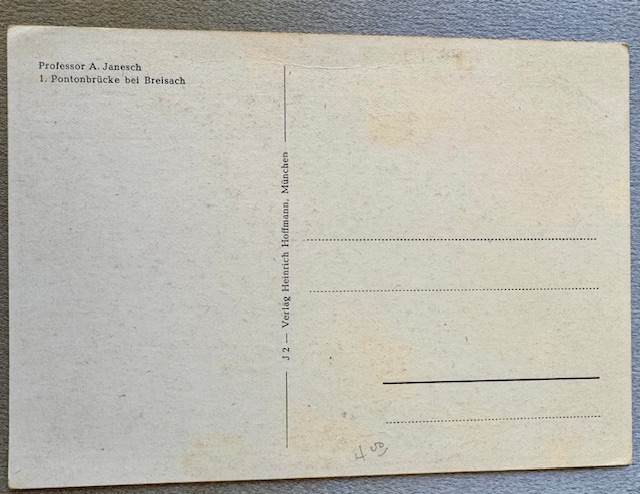 Professor A. Janesch
1. Pontonbrücke bei Breisach
J 2 — Verlag Heinrich Hoffmann, München